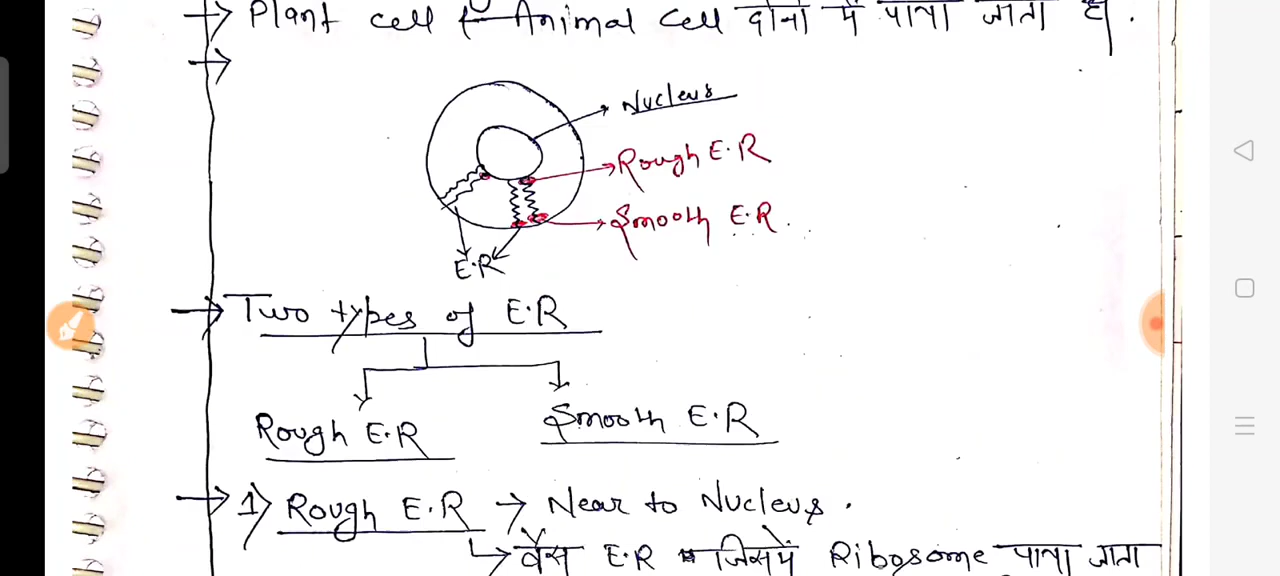 → Plant cell & Animal Cell दोनो में पाया जाता है.
→
Nucleus
Rough E.R
Smooth E.R.
E.R
→ Two types of E.R
Rough E.R
Smooth E.R
→ 1) Rough E.R → Near to Nucleus.
→ वैसा E.R जिसमें Ribosome पाया जाता